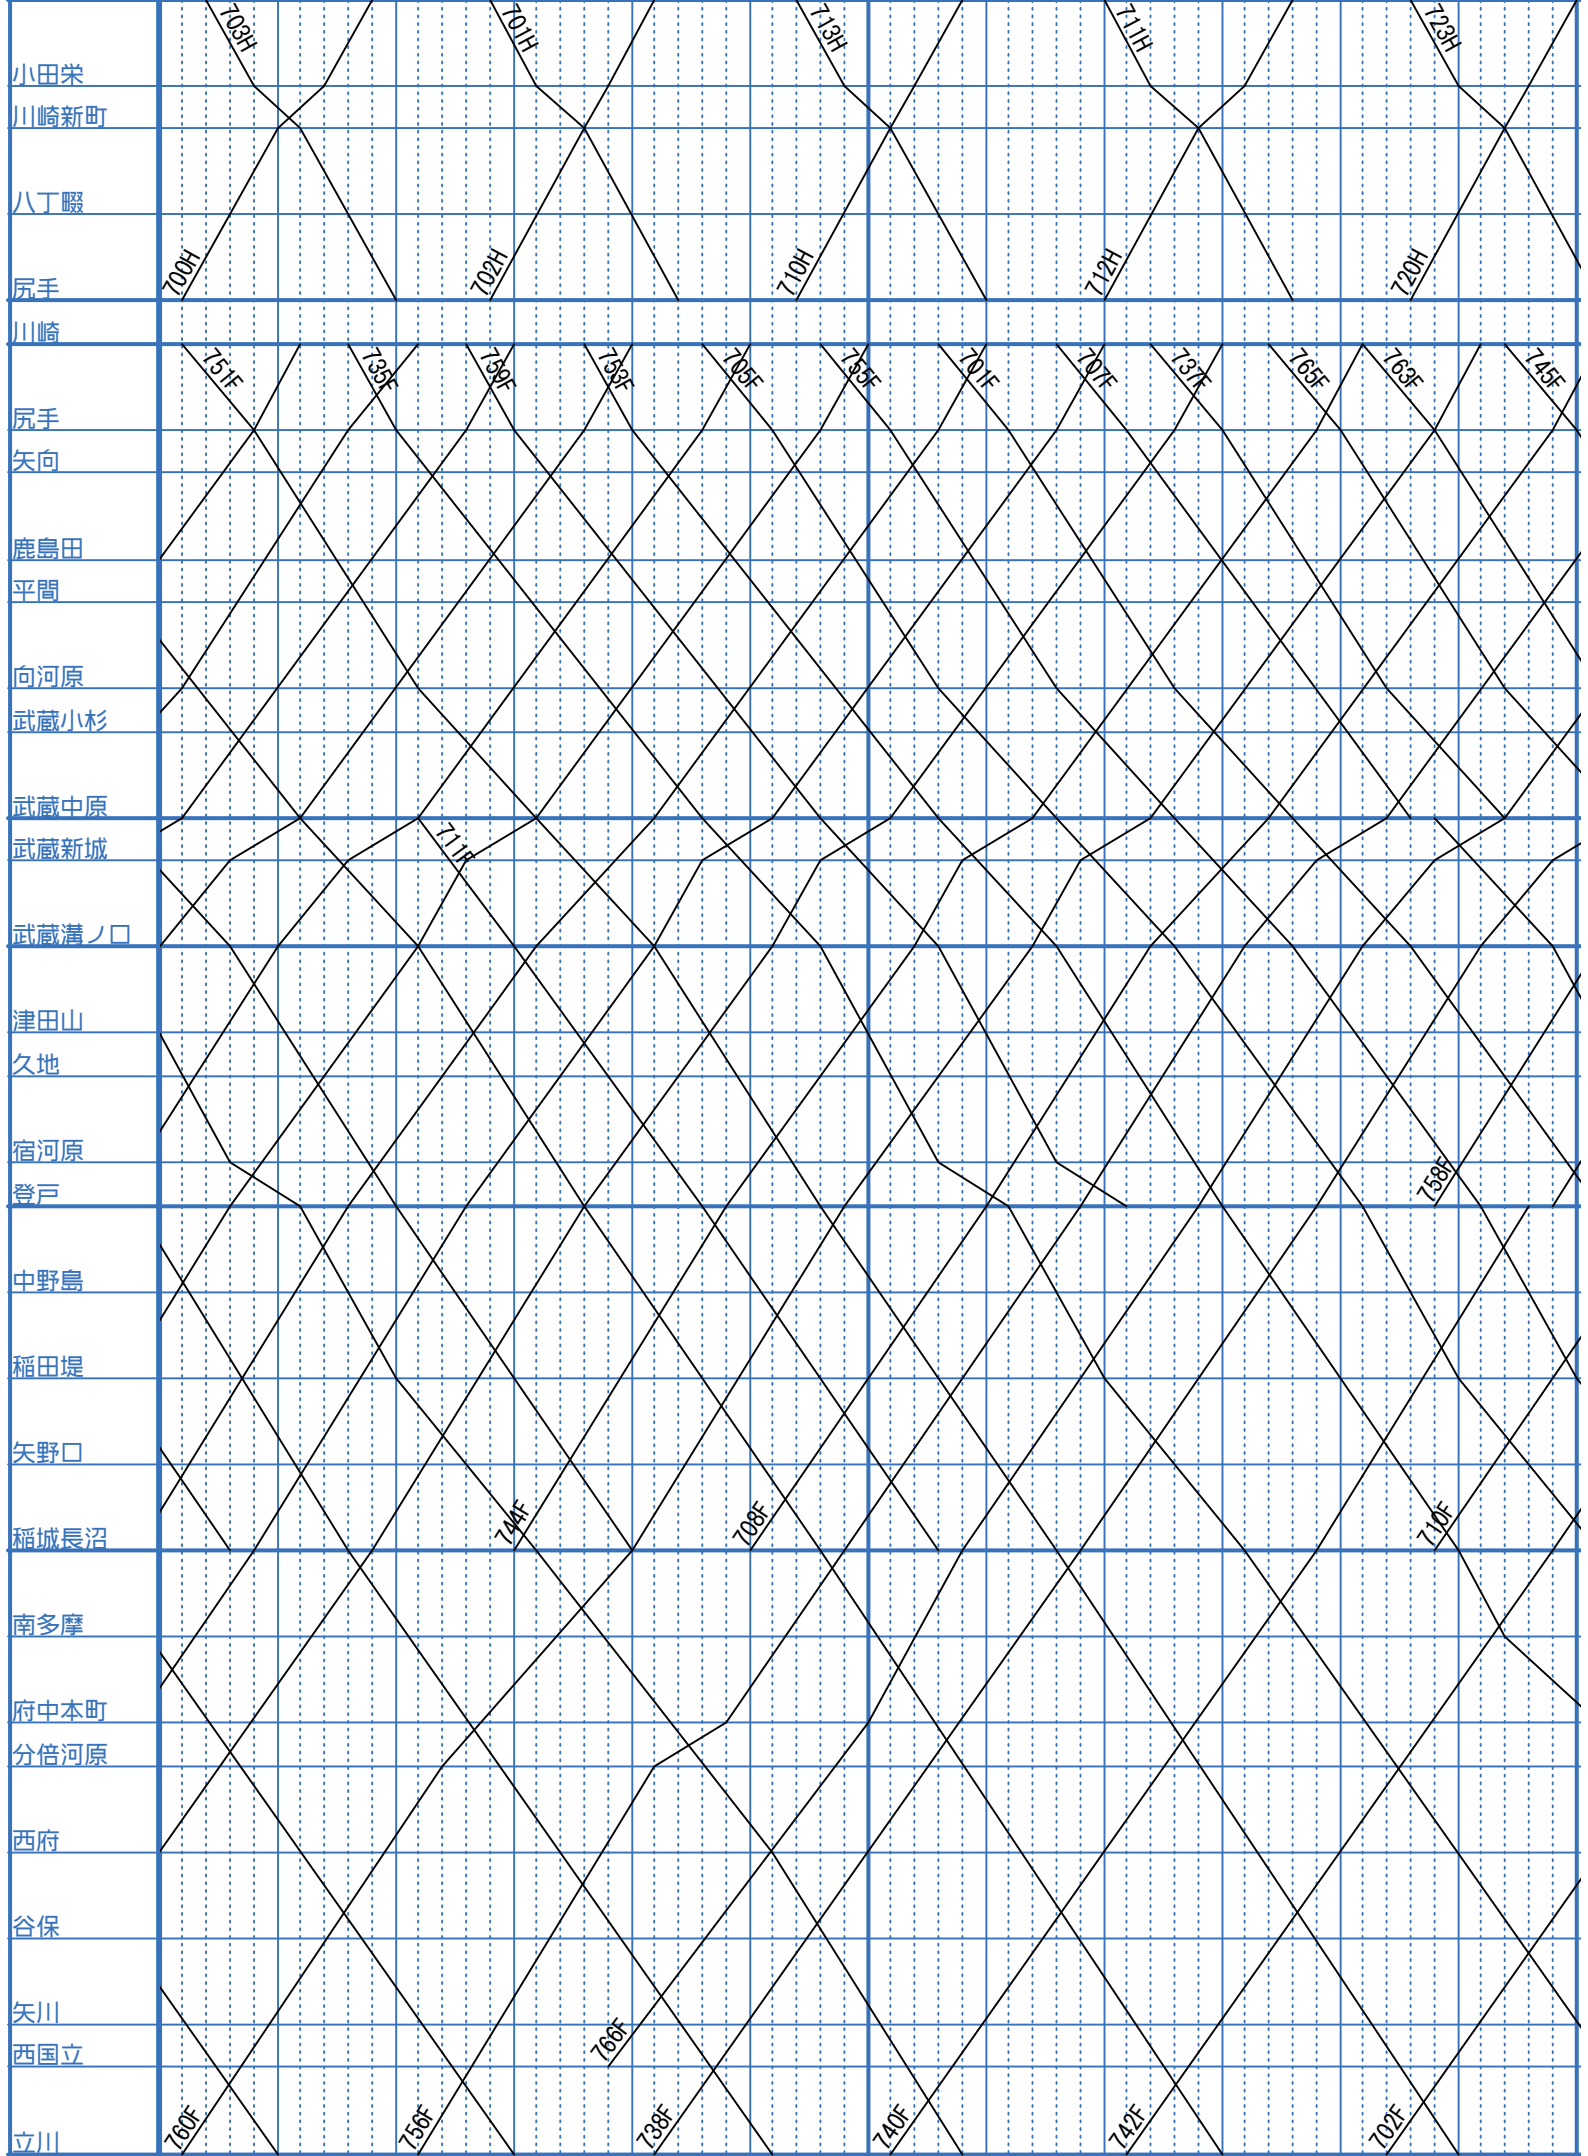 703H 701H 713H 711H 723H
小田栄
川崎新町
八丁畷
尻手
700H 702H 710H 712H 720H
川崎
751F 735F 759F 753F 705F 755F 701F 707F 737F 765F 763F 745F
尻手
矢向
鹿島田
平間
向河原
武蔵小杉
武蔵中原
711F
武蔵新城
武蔵溝ノ口
津田山
久地
宿河原
758F
登戸
中野島
稲田堤
矢野口
稲城長沼
744F 708F 710F
南多摩
府中本町
分倍河原
西府
谷保
矢川
766F
西国立
立川
760F 756F 738F 740F 742F 702F